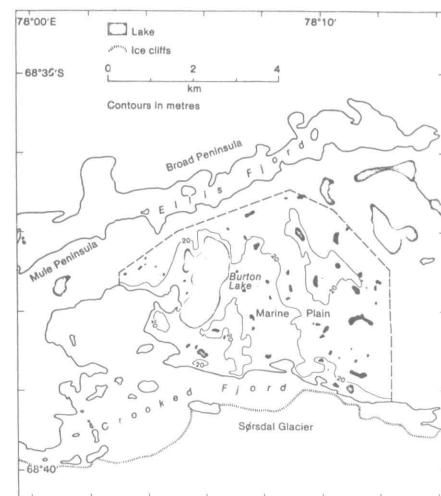 78°00'E
78°10'
68°35'S
Lake
Ice cliffs
0 2 4
km
Contours in metres
Broad Peninsula
Ellis Fjord
Mule Peninsula
20
20
Burton
Lake
20
Marine Plain
20
20
20
Crooked Fjord
Sørsdal Glacier
68°40'